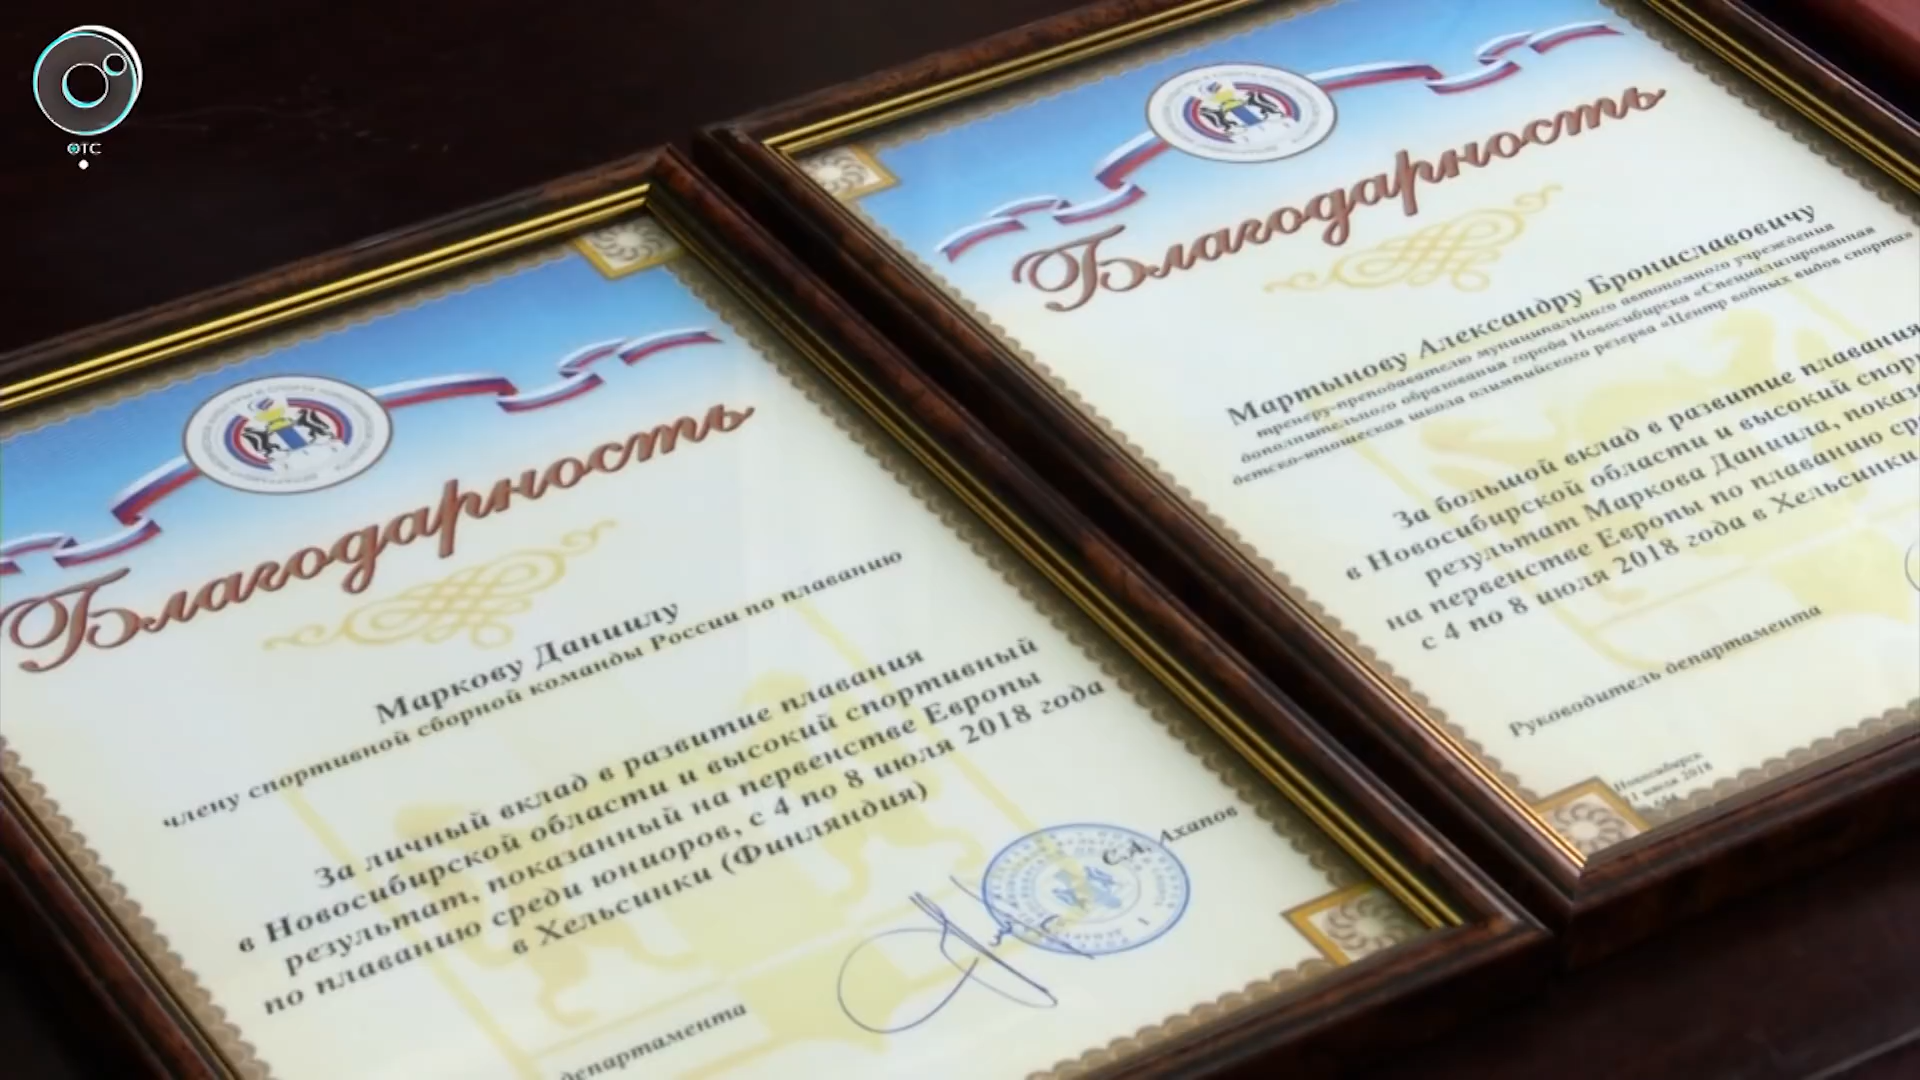 ОТС
Благодарность
Маркову Даниилу
члену спортивной сборной команды России по плаванию
За личный вклад в развитие плавания
в Новосибирской области и высокий спортивный
результат, показанный на первенстве Европы
по плаванию среди юниоров, с 4 по 8 июля 2018 года
в Хельсинки (Финляндия)
департамента
С.А. Ахапов
Благодарность
Мартынову Александру Брониславовичу
тренеру-преподавателю муниципального автономного учреждения
дополнительного образования города Новосибирска «Специализированная
детско-юношеская школа олимпийского резерва «Центр водных видов спорта»
За большой вклад в развитие плавания
в Новосибирской области и высокий
результат Маркова Даниила,
на первенстве Европы по плаванию
с 4 по 8 июля 2018 года в Хельсинки
Руководитель департамента
Новосибирск
июля 2018